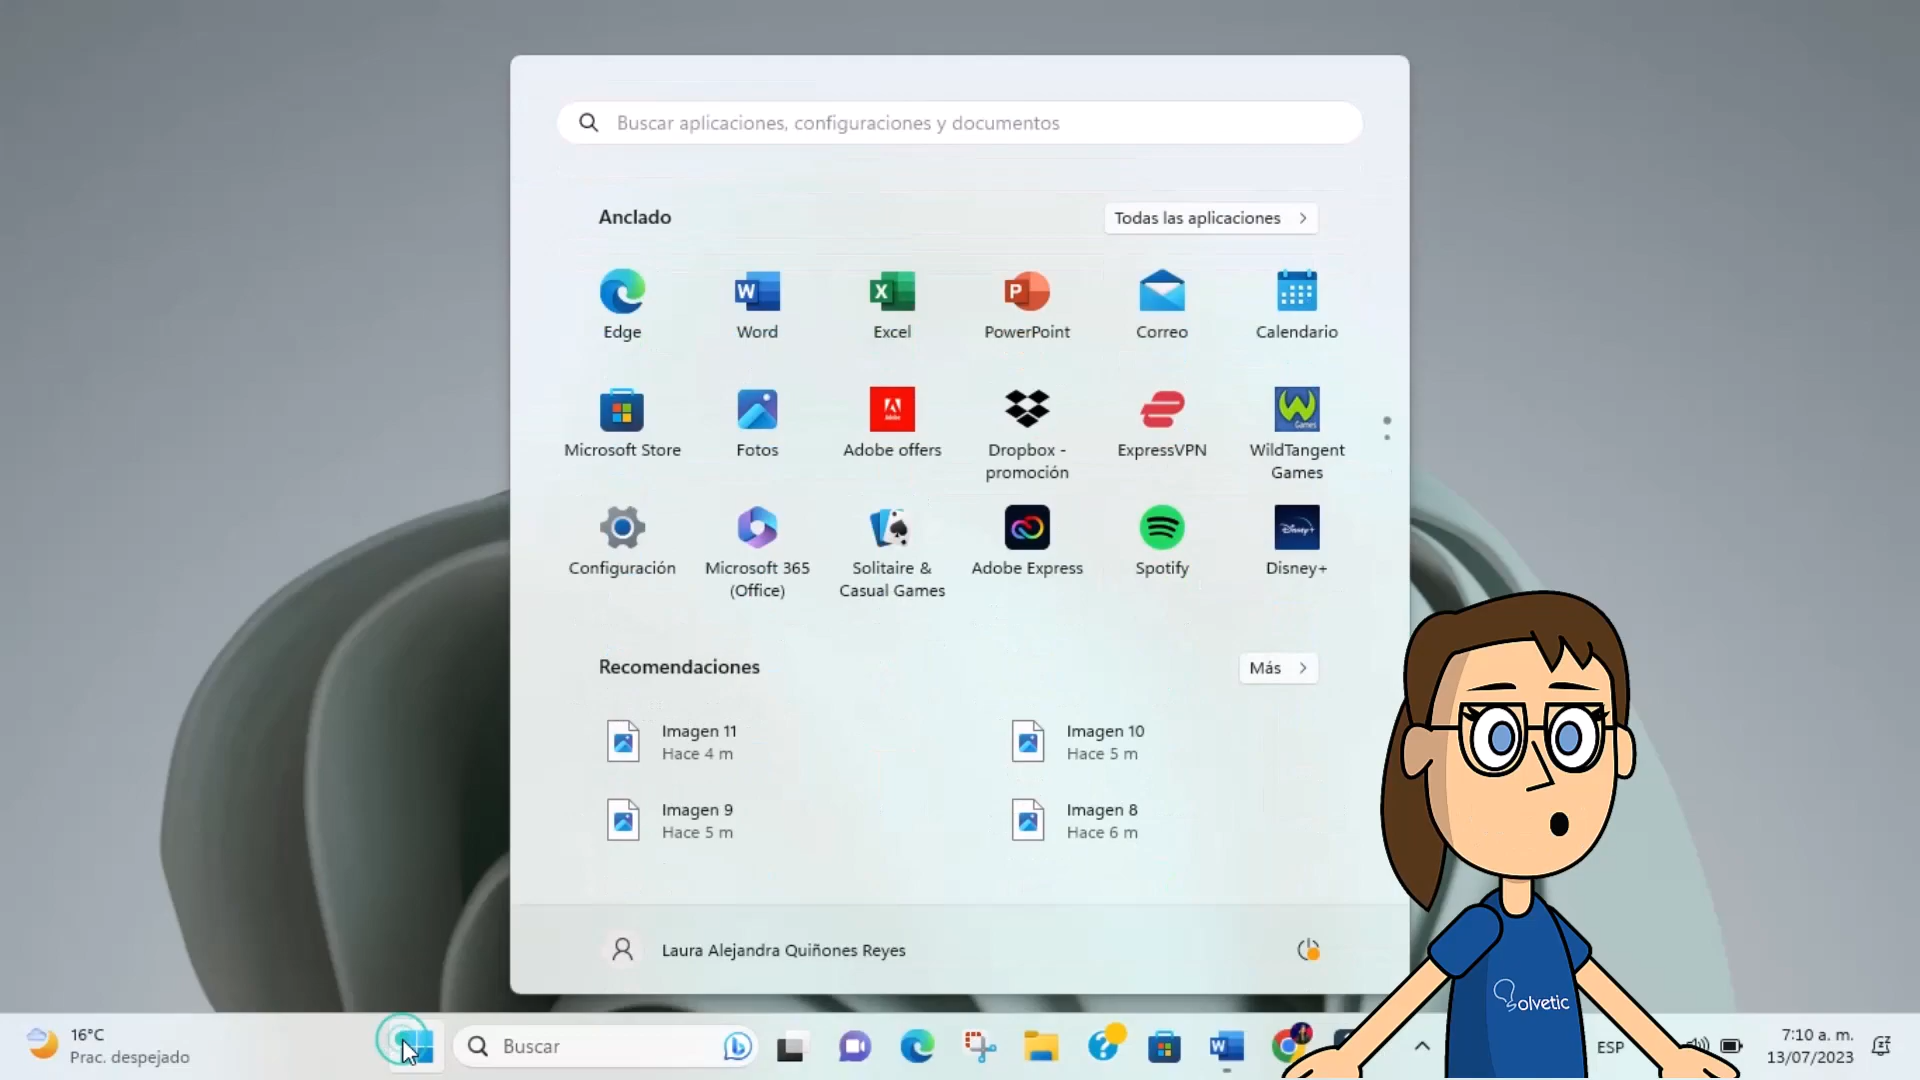 Buscar aplicaciones, configuraciones y documentos
Anclado
Todas las aplicaciones
Edge
Word
Excel
PowerPoint
Correo
Calendario
Microsoft Store
Fotos
Adobe offers
Dropbox -
promoción
ExpressVPN
WildTangent
Games
Configuración
Microsoft 365
(Office)
Solitaire &
Casual Games
Adobe Express
Spotify
Disney+
Recomendaciones
Más
Imagen 11
Hace 4 m
Imagen 10
Hace 5 m
Imagen 9
Hace 5 m
Imagen 8
Hace 6 m
Laura Alejandra Quiñones Reyes
Solvetic
16°C
Prac. despejado
Buscar
ESP
7:10 a. m.
13/07/2023